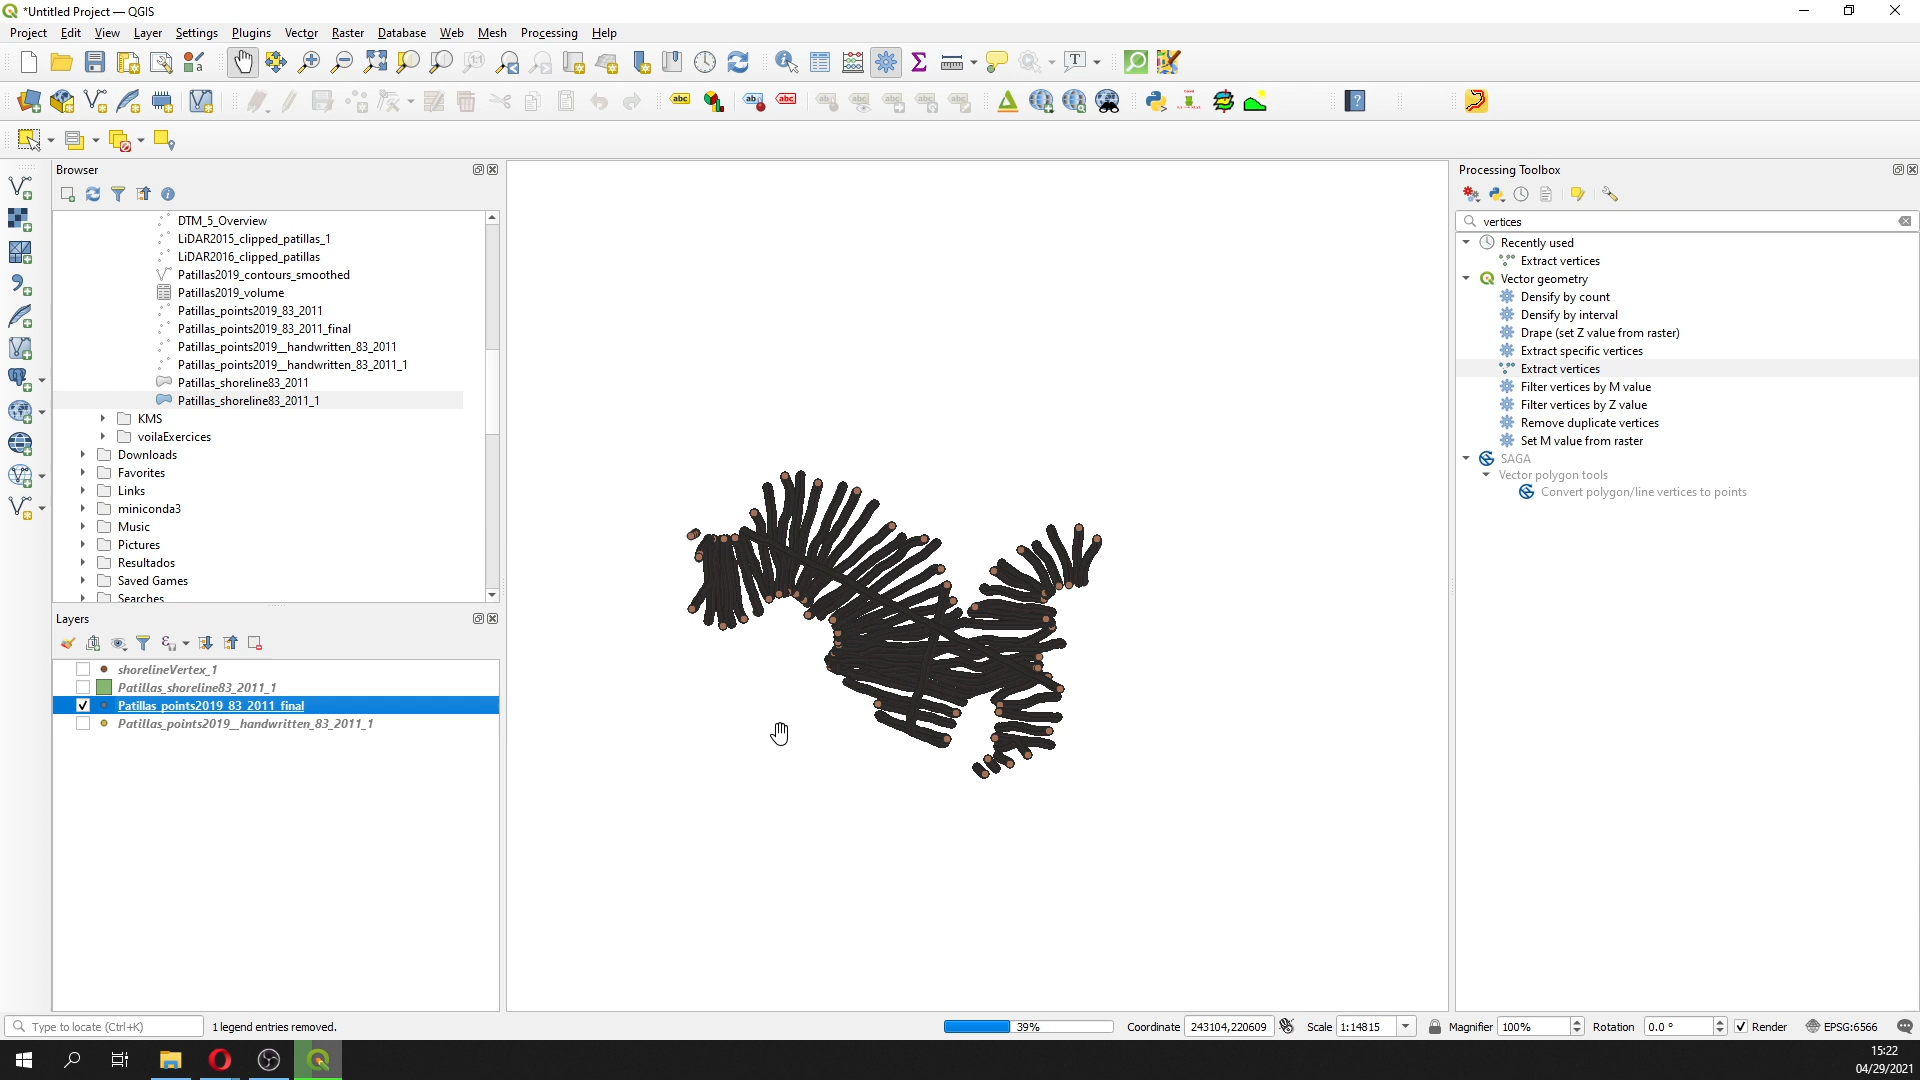 *Untitled Project — QGIS
Project Edit View Layer Settings Plugins Vector Raster Database Web Mesh Processing Help
Browser
DTM_5_Overview
LiDAR2015_clipped_patillas_1
LiDAR2016_clipped_patillas
Patillas2019_contours_smoothed
Patillas2019_volume
Patillas_points2019_83_2011
Patillas_points2019_83_2011_final
Patillas_points2019__handwritten_83_2011
Patillas_points2019__handwritten_83_2011_1
Patillas_shoreline83_2011
Patillas_shoreline83_2011_1
KMS
voilaExercices
Downloads
Favorites
Links
miniconda3
Music
Pictures
Resultados
Saved Games
Searches
Layers
shorelineVertex_1
Patillas_shoreline83_2011_1
Patillas_points2019_83_2011_final
Patillas_points2019__handwritten_83_2011_1
Processing Toolbox
vertices
Recently used
Extract vertices
Vector geometry
Densify by count
Densify by interval
Drape (set Z value from raster)
Extract specific vertices
Extract vertices
Filter vertices by M value
Filter vertices by Z value
Remove duplicate vertices
Set M value from raster
SAGA
Vector polygon tools
Convert polygon/line vertices to points
Type to locate (Ctrl+K) 1 legend entries removed. 39% Coordinate 243104,220609 Scale 1:14815 Magnifier 100% Rotation 0.0 ° Render EPSG:6566
15:22
04/29/2021